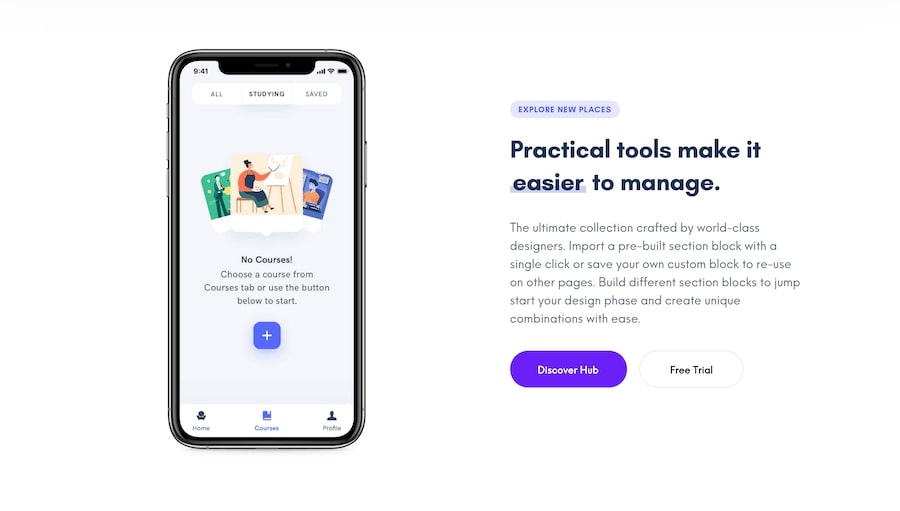 9:41
ALL STUDYING SAVED
No Courses!
Choose a course from
Courses tab or use the button
below to start.
Home Courses Profile
EXPLORE NEW PLACES
Practical tools make it
easier to manage.
The ultimate collection crafted by world-class
designers. Import a pre-built section block with a
single click or save your own custom block to re-use
on other pages. Build different section blocks to jump
start your design phase and create unique
combinations with ease.
Discover Hub Free Trial